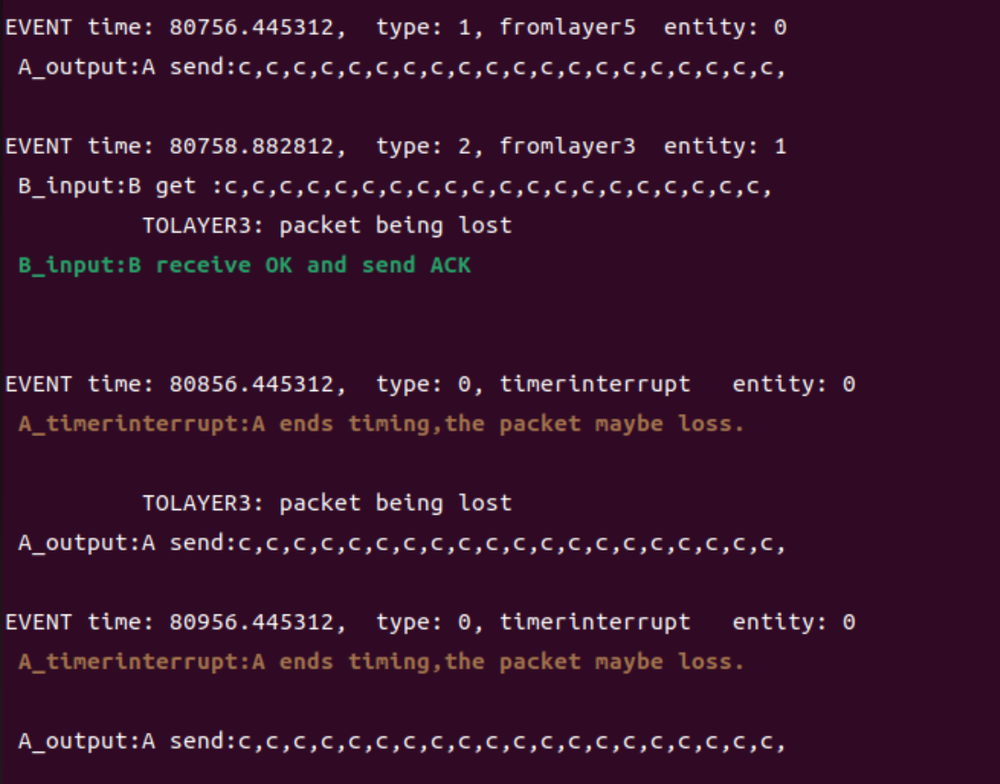 EVENT time: 80756.445312,  type: 1, fromlayer5  entity: 0
 A_output:A send:c,c,c,c,c,c,c,c,c,c,c,c,c,c,c,c,c,c,c,c,

EVENT time: 80758.882812,  type: 2, fromlayer3  entity: 1
 B_input:B get :c,c,c,c,c,c,c,c,c,c,c,c,c,c,c,c,c,c,c,c,
          TOLAYER3: packet being lost
 B_input:B receive OK and send ACK

EVENT time: 80856.445312,  type: 0, timerinterrupt   entity: 0
 A_timerinterrupt:A ends timing,the packet maybe loss.

          TOLAYER3: packet being lost
 A_output:A send:c,c,c,c,c,c,c,c,c,c,c,c,c,c,c,c,c,c,c,c,

EVENT time: 80956.445312,  type: 0, timerinterrupt   entity: 0
 A_timerinterrupt:A ends timing,the packet maybe loss.

 A_output:A send:c,c,c,c,c,c,c,c,c,c,c,c,c,c,c,c,c,c,c,c,